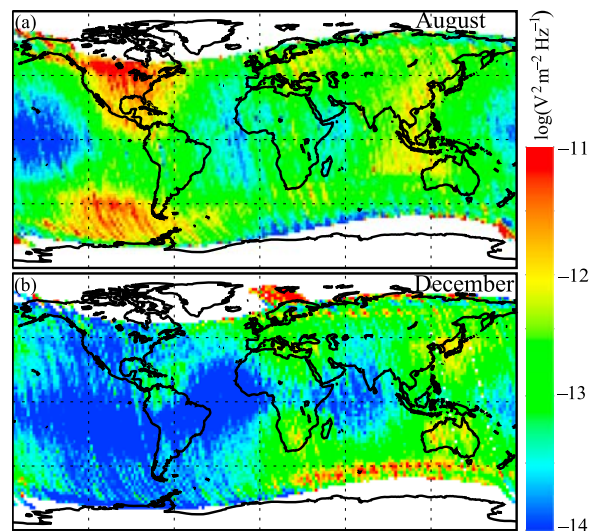 (a)
August
log(V² m⁻² Hz⁻¹)
–11
–12
–13
–14
(b)
December